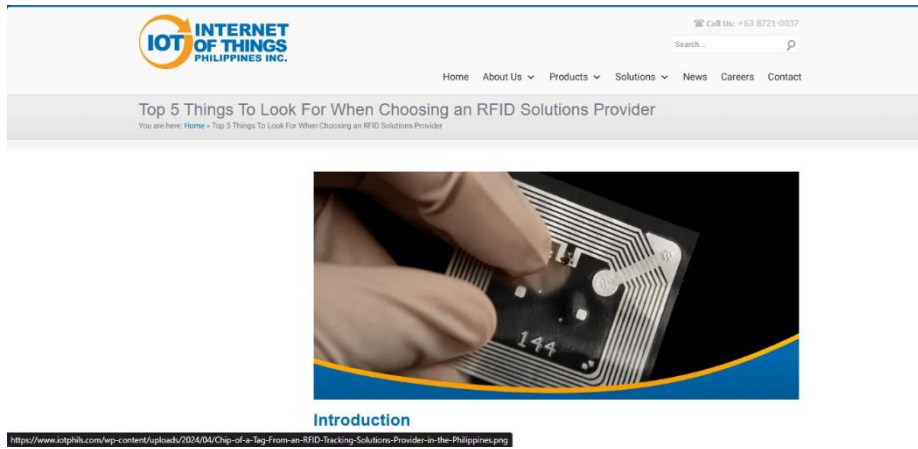 IOT INTERNET
OF THINGS
PHILIPPINES INC.
Call Us: +63 8721-0037
Search...
Home About Us Products Solutions News Careers Contact
Top 5 Things To Look For When Choosing an RFID Solutions Provider
You are here: Home » Top 5 Things To Look For When Choosing an RFID Solutions Provider
144
Introduction
https://www.iotphils.com/wp-content/uploads/2024/04/Chip-of-a-Tag-From-an-RFID-Tracking-Solutions-Provider-in-the-Philippines.png